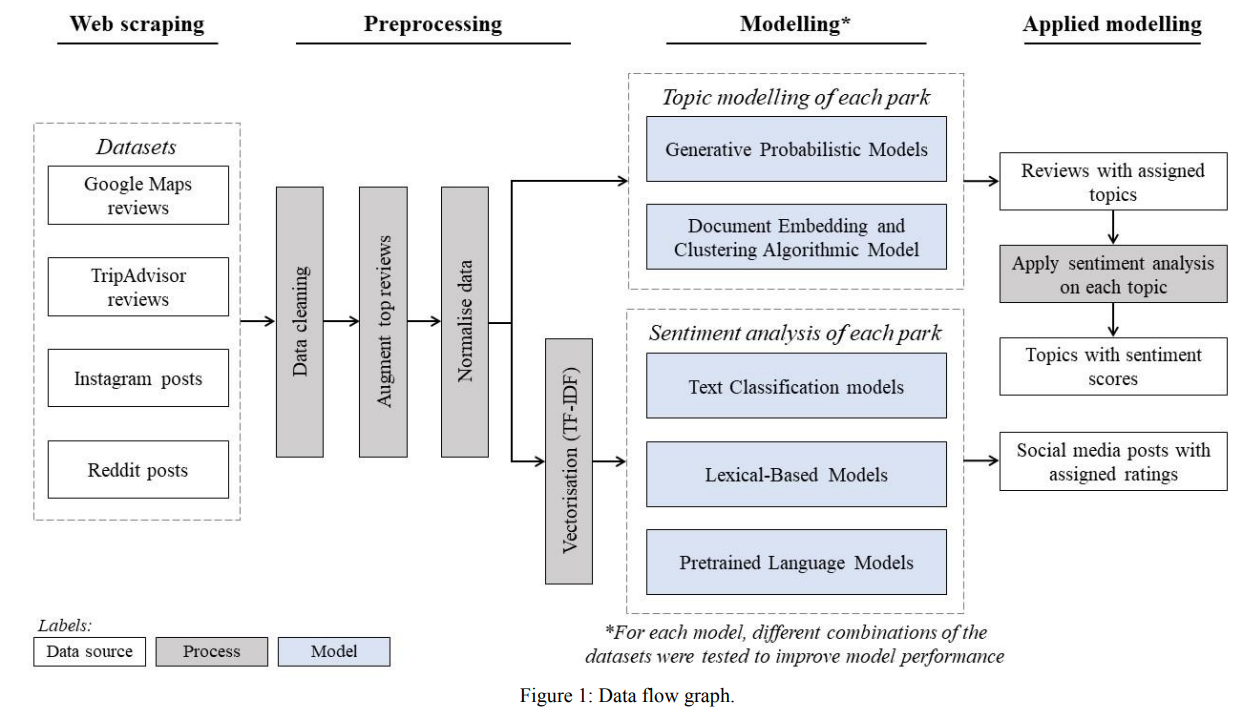 Web scraping
Preprocessing
Modelling*
Applied modelling
Datasets
Google Maps
reviews
TripAdvisor
reviews
Instagram posts
Reddit posts
Data cleaning
Augment top reviews
Normalise data
Vectorisation (TF-IDF)
Topic modelling of each park
Generative Probabilistic Models
Document Embedding and
Clustering Algorithmic Model
Sentiment analysis of each park
Text Classification models
Lexical-Based Models
Pretrained Language Models
*For each model, different combinations of the
datasets were tested to improve model performance
Reviews with assigned
topics
Apply sentiment analysis
on each topic
Topics with sentiment
scores
Social media posts with
assigned ratings
Labels:
Data source
Process
Model
Figure 1: Data flow graph.